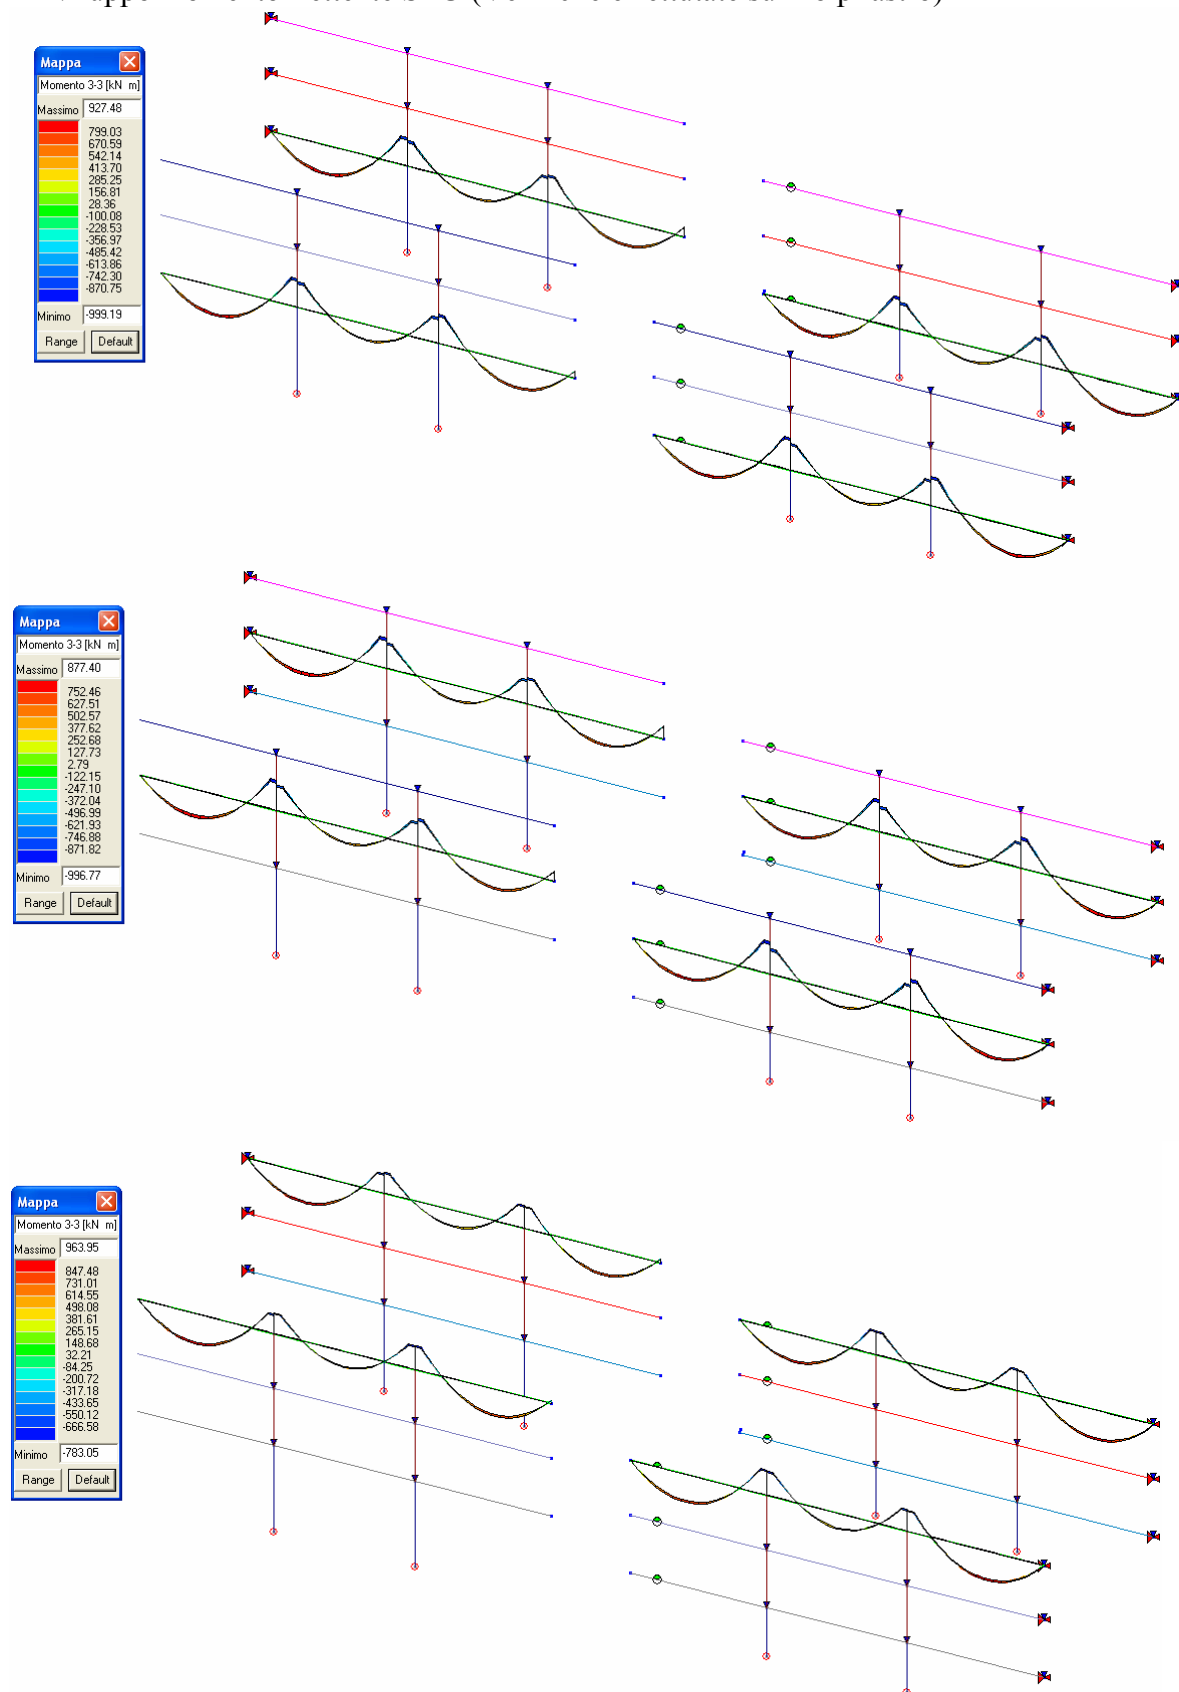 Mappa
Momento 3-3 [kN m]
Massimo 927.48
799.03
670.59
542.14
413.70
285.25
156.81
28.36
-100.08
-228.53
-356.97
-485.42
-613.86
-742.30
-870.75
Minimo -999.19
Range Default
Mappa
Momento 3-3 [kN m]
Massimo 877.40
752.46
627.51
502.57
377.62
252.68
127.73
2.79
-122.15
-247.10
-372.04
-496.99
-621.93
-746.88
-871.82
Minimo -996.77
Range Default
Mappa
Momento 3-3 [kN m]
Massimo 963.95
847.48
731.01
614.55
498.08
381.61
265.15
148.68
32.21
-84.25
-200.72
-317.18
-433.65
-550.12
-666.58
Minimo -783.05
Range Default